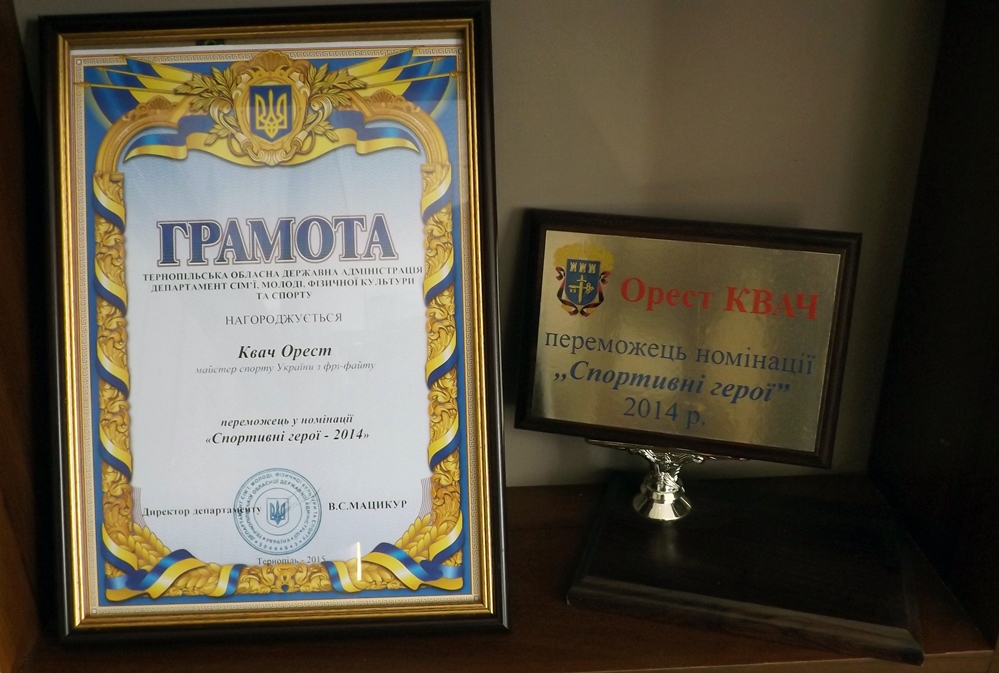 ГРАМОТА
ТЕРНОПІЛЬСЬКА ОБЛАСНА ДЕРЖАВНА АДМІНІСТРАЦІЯ
ДЕПАРТАМЕНТ СІМ'Ї, МОЛОДІ, ФІЗИЧНОЇ КУЛЬТУРИ
ТА СПОРТУ
НАГОРОДЖУЄТЬСЯ
Квач Орест
майстер спорту України з фрі-файту
переможець у номінації
«Спортивні герої - 2014»
Директор департаменту В.С.МАЦИКУР
Тернопіль - 2015
Орест КВАЧ
переможець номінації
„Спортивні герої”
2014 р.